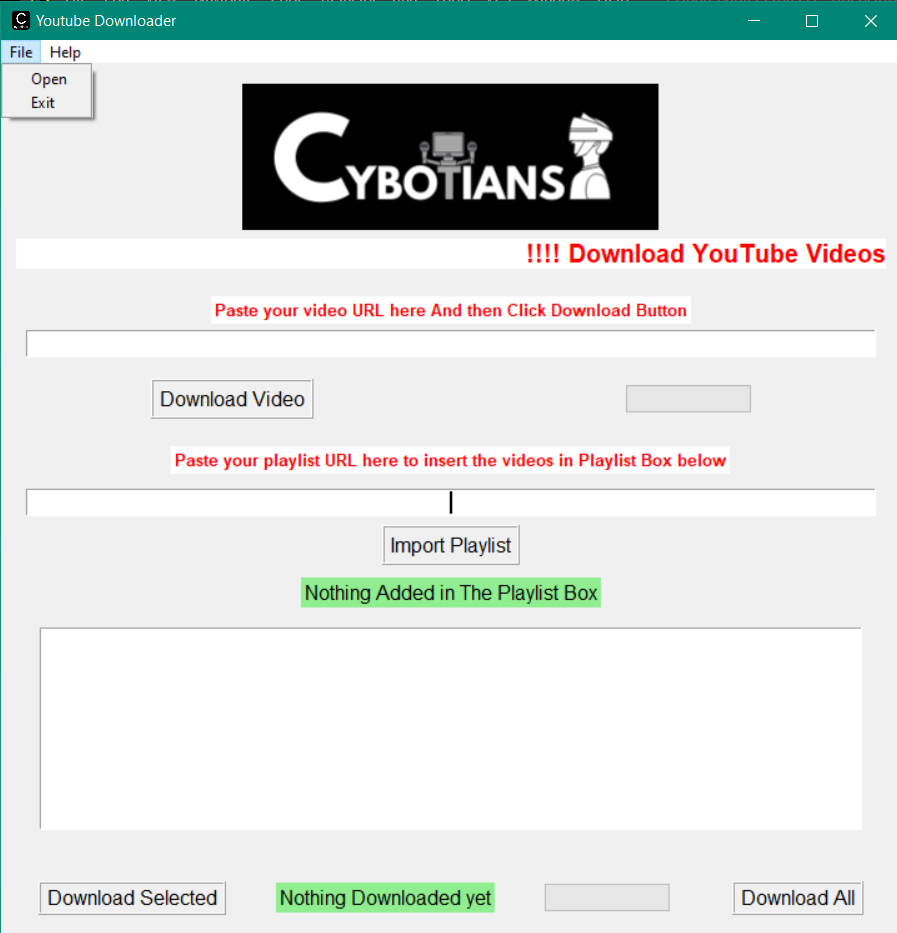 Youtube Downloader
File Help
Open
Exit
CYBOTIANS
!!!! Download YouTube Videos
Paste your video URL here And then Click Download Button
Download Video
Paste your playlist URL here to insert the videos in Playlist Box below
Import Playlist
Nothing Added in The Playlist Box
Download Selected Nothing Downloaded yet Download All